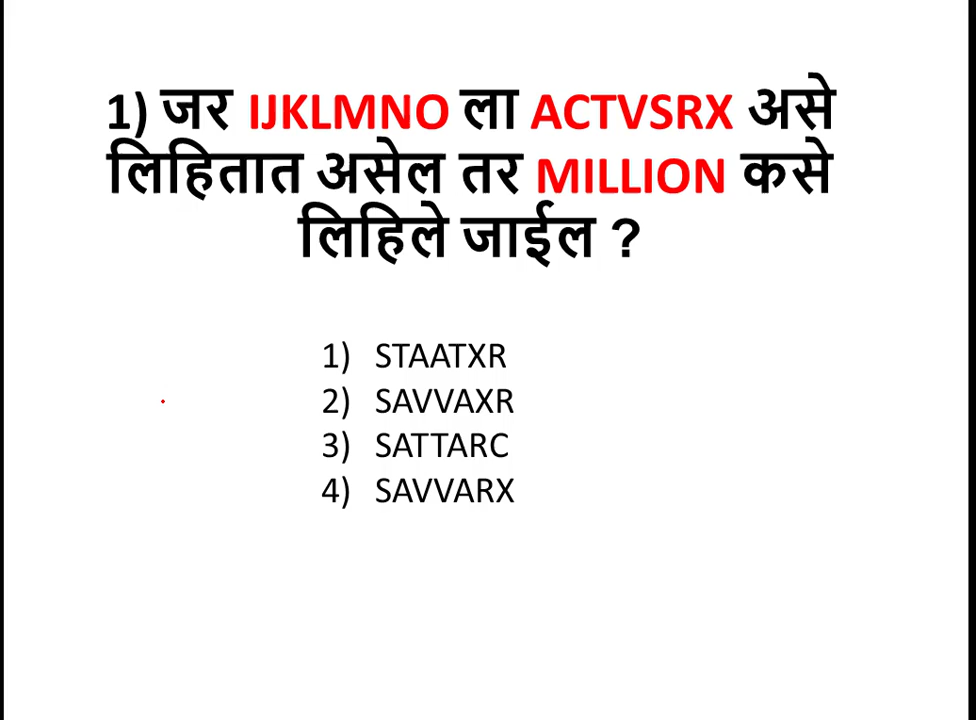 1) जर IJKLMNO ला ACTVSRX असे
लिहितात असेल तर MILLION कसे
लिहिले जाईल ?
1) STAATXR
2) SAVVAXR
3) SATTARC
4) SAVVARX